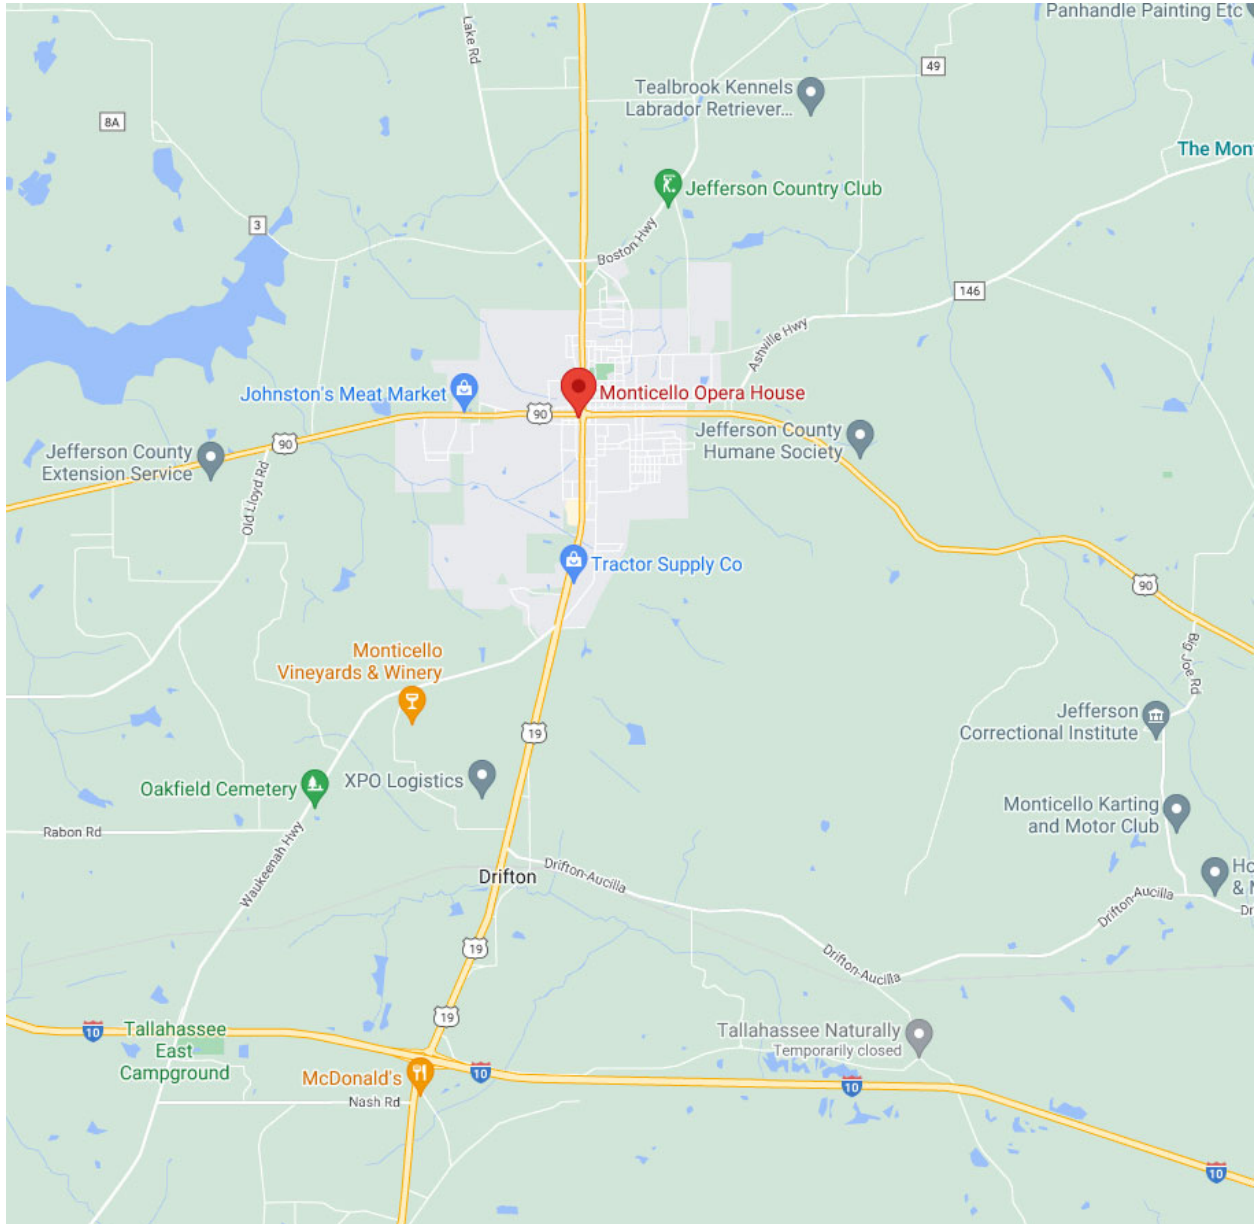 Panhandle Painting Etc
Lake Rd
49
Tealbrook Kennels
Labrador Retriever...
8A
The Mon
Jefferson Country Club
3
Boston Hwy
146
Ashville Hwy
Johnston's Meat Market
Monticello Opera House
90
Jefferson County
Humane Society
90
Jefferson County
Extension Service
Old Lloyd Rd
Tractor Supply Co
90
Big Joe Rd
Monticello
Vineyards & Winery
Jefferson
Correctional Institute
19
XPO Logistics
Oakfield Cemetery
Monticello Karting
and Motor Club
Rabon Rd
Waukeenah Hwy
Drifton
Drifton-Aucilla
Ho
& M
Drifton-Aucilla
Dr
19
Drifton-Aucilla
19
10
Tallahassee
East
Campground
Tallahassee Naturally
Temporarily closed
McDonald's
10
10
Nash Rd
10